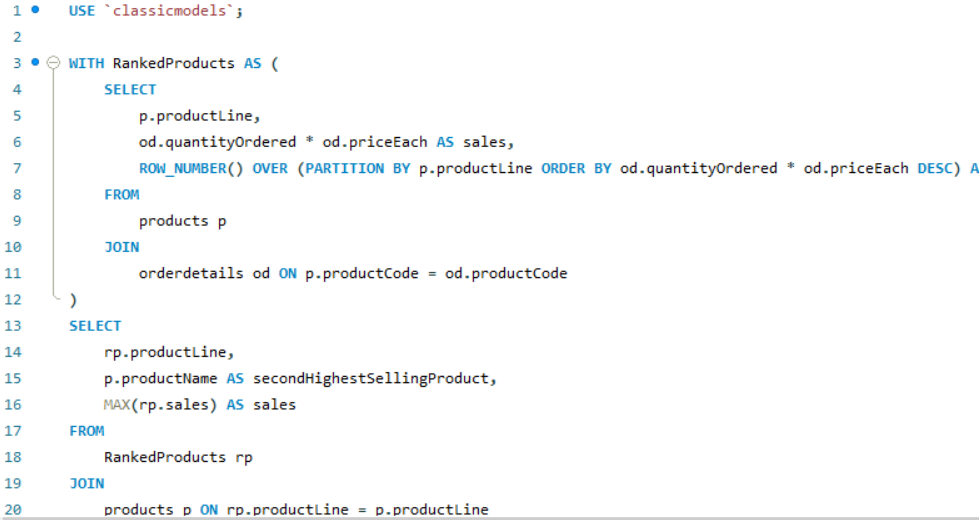 1 USE `classicmodels`;
2
3 WITH RankedProducts AS (
4 SELECT
5 p.productLine,
6 od.quantityOrdered * od.priceEach AS sales,
7 ROW_NUMBER() OVER (PARTITION BY p.productLine ORDER BY od.quantityOrdered * od.priceEach DESC) A
8 FROM
9 products p
10 JOIN
11 orderdetails od ON p.productCode = od.productCode
12 )
13 SELECT
14 rp.productLine,
15 p.productName AS secondHighestSellingProduct,
16 MAX(rp.sales) AS sales
17 FROM
18 RankedProducts rp
19 JOIN
20 products p ON rp.productLine = p.productLine